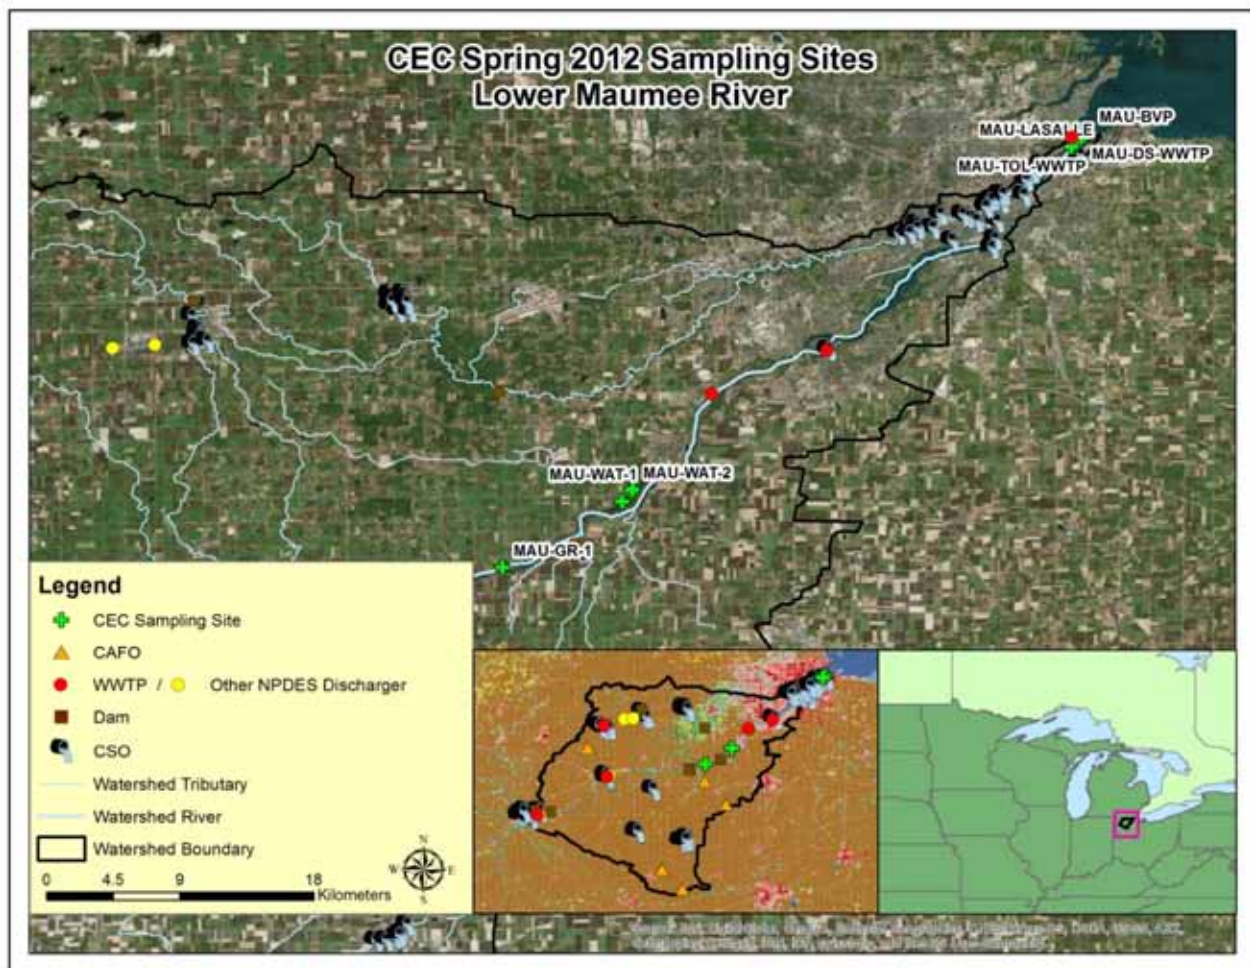 CEC Spring 2012 Sampling Sites
Lower Maumee River
MAU-BVP
MAU-LASALLE
MAU-DS-WWTP
MAU-TOL-WWTP
MAU-WAT-1
MAU-WAT-2
MAU-GR-1
Legend
CEC Sampling Site
CAFO
WWTP / Other NPDES Discharger
Dam
CSO
Watershed Tributary
Watershed River
Watershed Boundary
N
W E
S
0 4.5 9 18
Kilometers